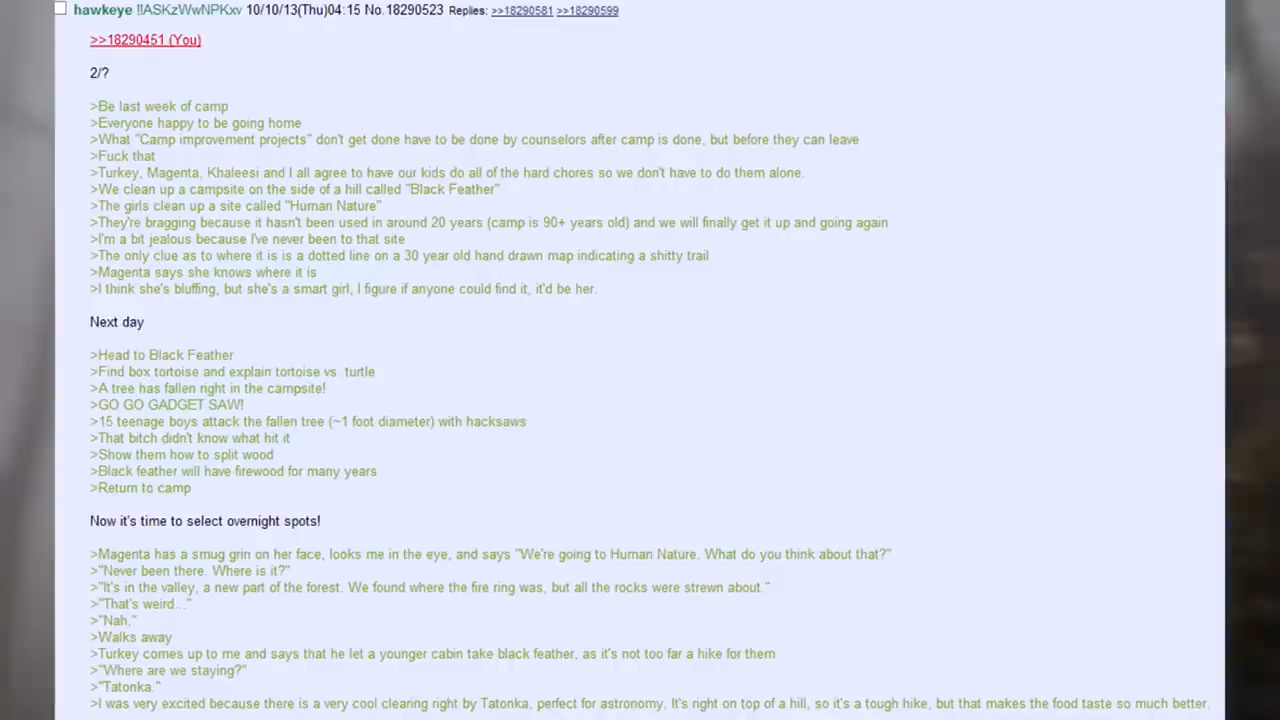 hawkeye !!ASKzWwNPKxv 10/10/13(Thu)04:15 No.18290523 Replies: >>18290581 >>18290599
>>18290451 (You)
2/?
>Be last week of camp
>Everyone happy to be going home
>What "Camp improvement projects" don't get done have to be done by counselors after camp is done, but before they can leave
>Fuck that
>Turkey, Magenta, Khaleesi and I all agree to have our kids do all of the hard chores so we don't have to do them alone.
>We clean up a campsite on the side of a hill called "Black Feather"
>The girls clean up a site called "Human Nature"
>They're bragging because it hasn't been used in around 20 years (camp is 90+ years old) and we will finally get it up and going again
>I'm a bit jealous because I've never been to that site
>The only clue as to where it is is a dotted line on a 30 year old hand drawn map indicating a shitty trail
>Magenta says she knows where it is
>I think she's bluffing, but she's a smart girl, I figure if anyone could find it, it'd be her.
Next day
>Head to Black Feather
>Find box tortoise and explain tortoise vs. turtle
>A tree has fallen right in the campsite!
>GO GO GADGET SAW!
>15 teenage boys attack the fallen tree (~1 foot diameter) with hacksaws
>That bitch didn't know what hit it
>Show them how to split wood
>Black feather will have firewood for many years
>Return to camp
Now it's time to select overnight spots!
>Magenta has a smug grin on her face, looks me in the eye, and says "We're going to Human Nature. What do you think about that?"
>"Never been there. Where is it?"
>"It's in the valley, a new part of the forest. We found where the fire ring was, but all the rocks were strewn about."
>"That's weird..."
>"Nah."
>Walks away
>Turkey comes up to me and says that he let a younger cabin take black feather, as it's not too far a hike for them
>"Where are we staying?"
>"Tatonka."
>I was very excited because there is a very cool clearing right by Tatonka, perfect for astronomy. It's right on top of a hill, so it's a tough hike, but that makes the food taste so much better.